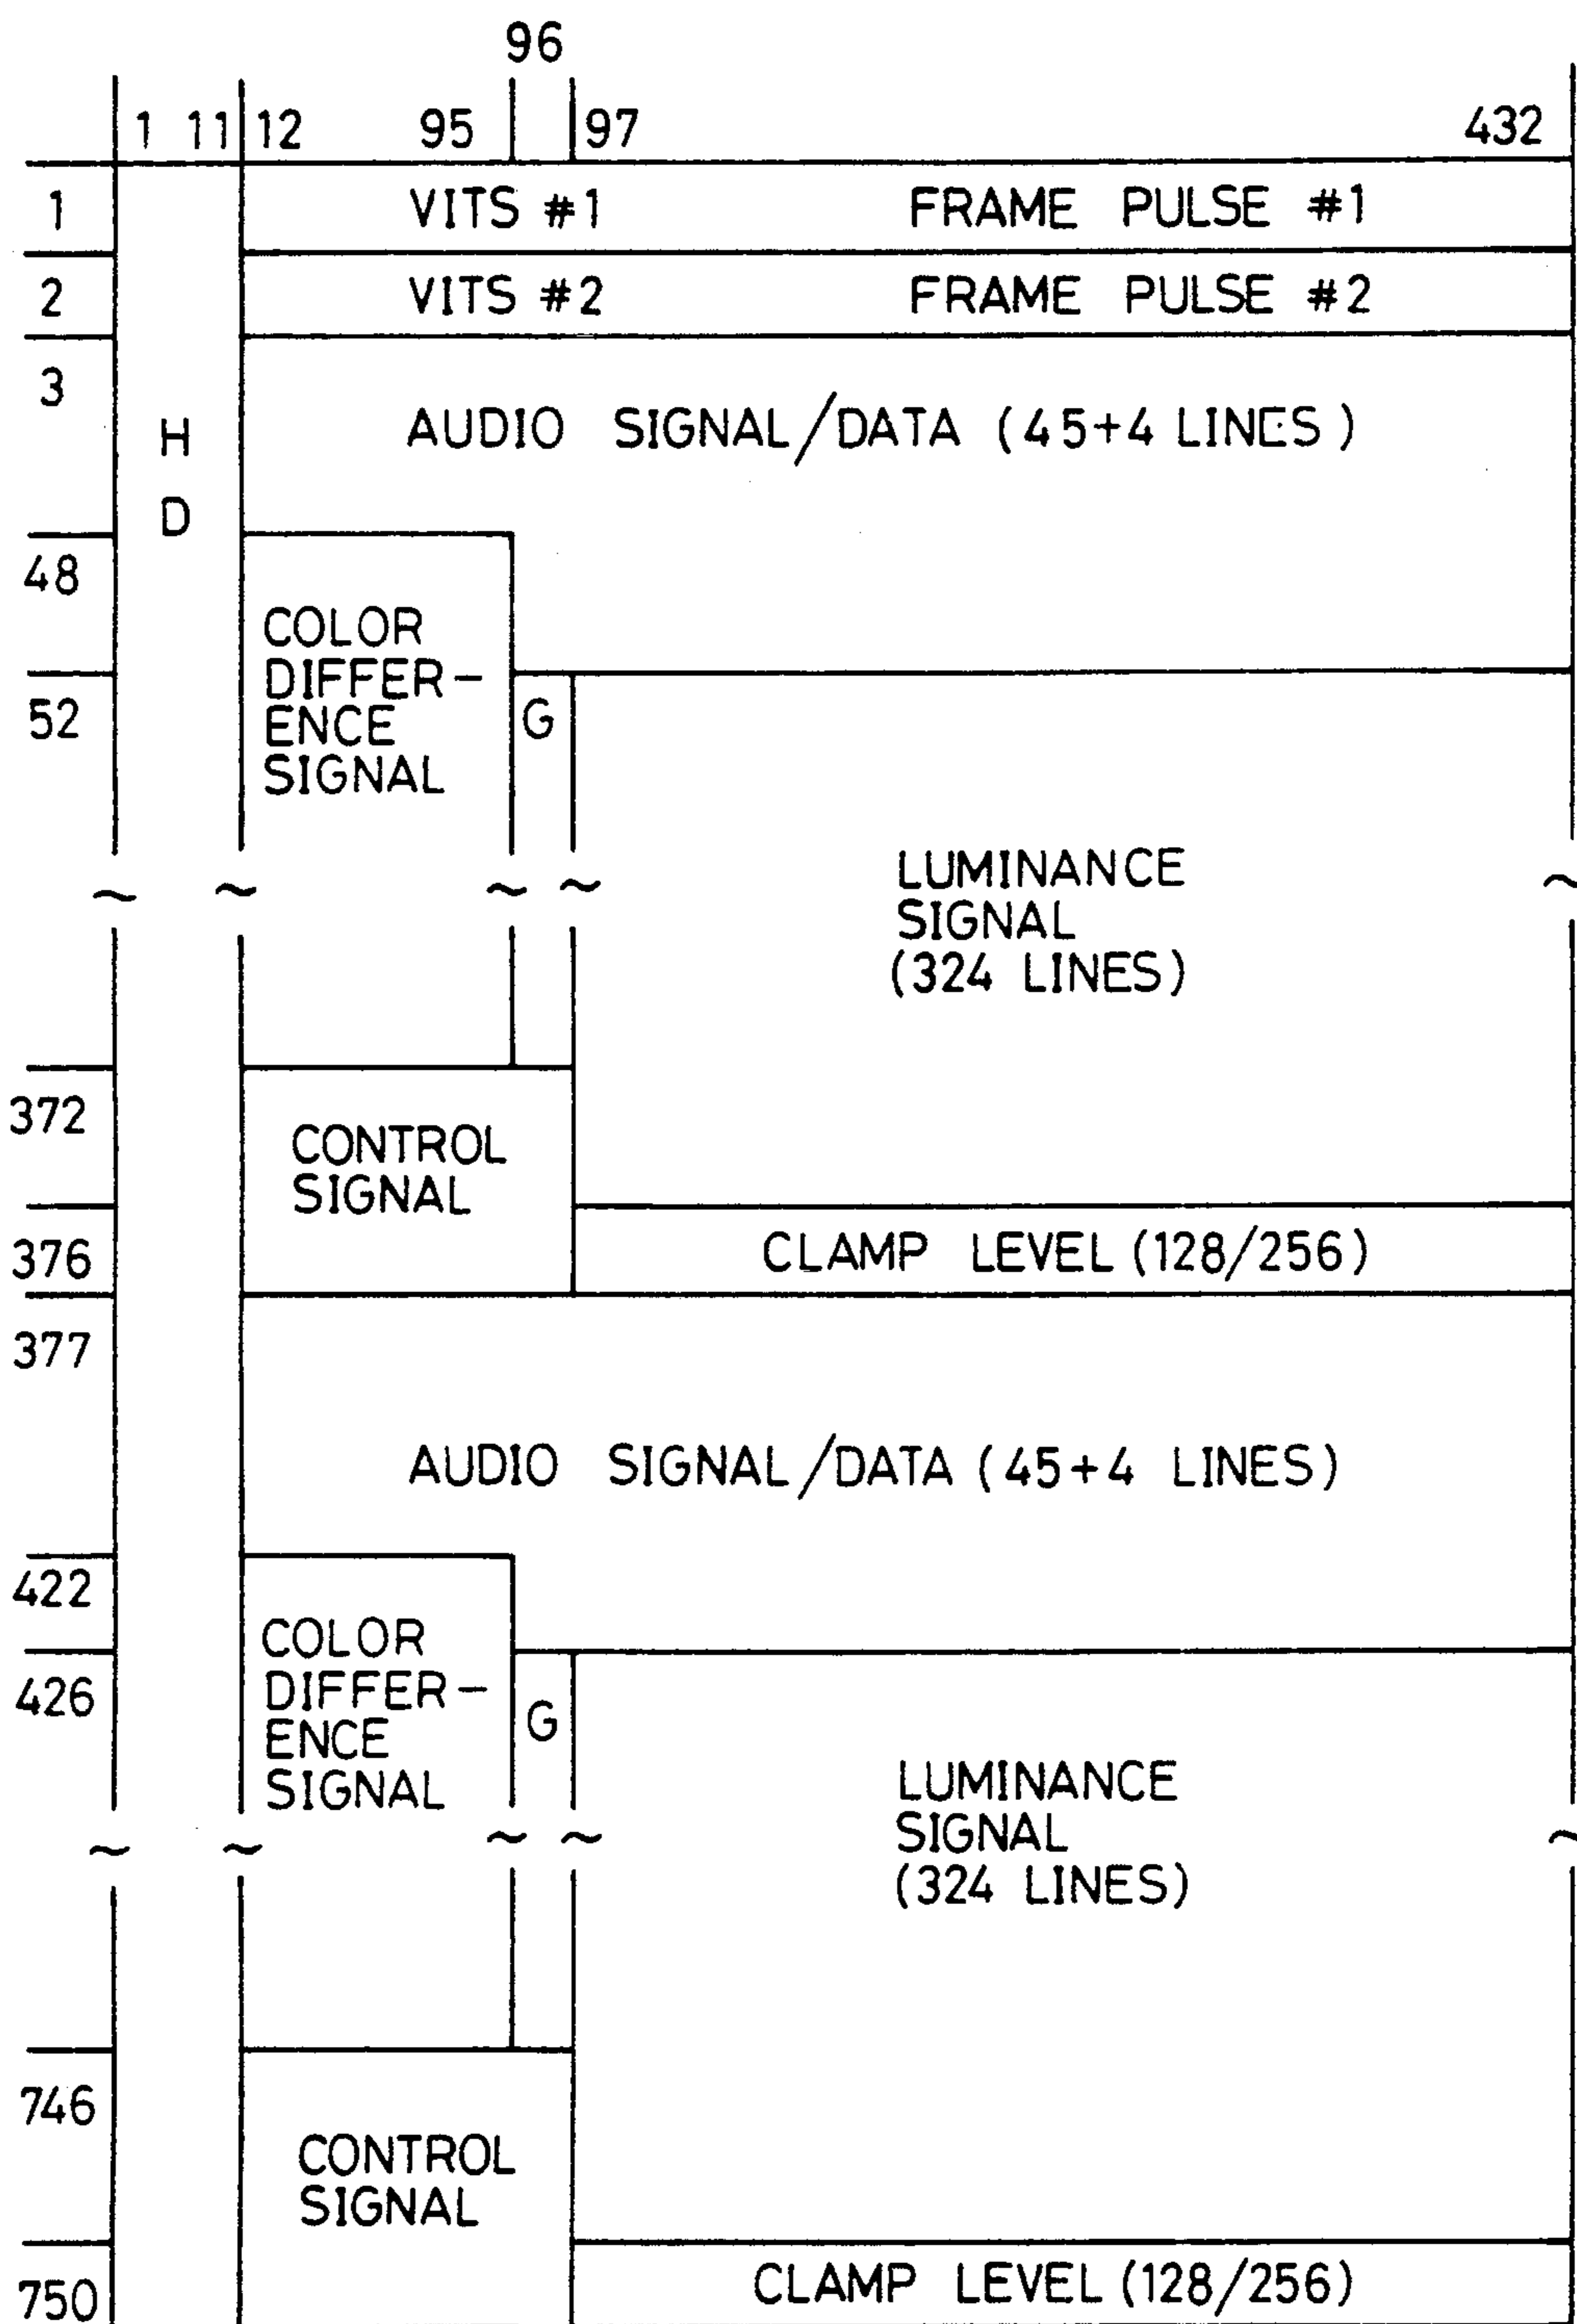 96
1 11 12 95 97 432
1 VITS #1 FRAME PULSE #1
2 VITS #2 FRAME PULSE #2
3
AUDIO SIGNAL/DATA (45+4 LINES)
H
D
48
COLOR
DIFFER-
ENCE
SIGNAL
52
G
LUMINANCE
SIGNAL
(324 LINES)
372
CONTROL
SIGNAL
376 CLAMP LEVEL (128/256)
377
AUDIO SIGNAL/DATA (45+4 LINES)
422
COLOR
DIFFER-
ENCE
SIGNAL
426
G
LUMINANCE
SIGNAL
(324 LINES)
746
CONTROL
SIGNAL
750 CLAMP LEVEL (128/256)